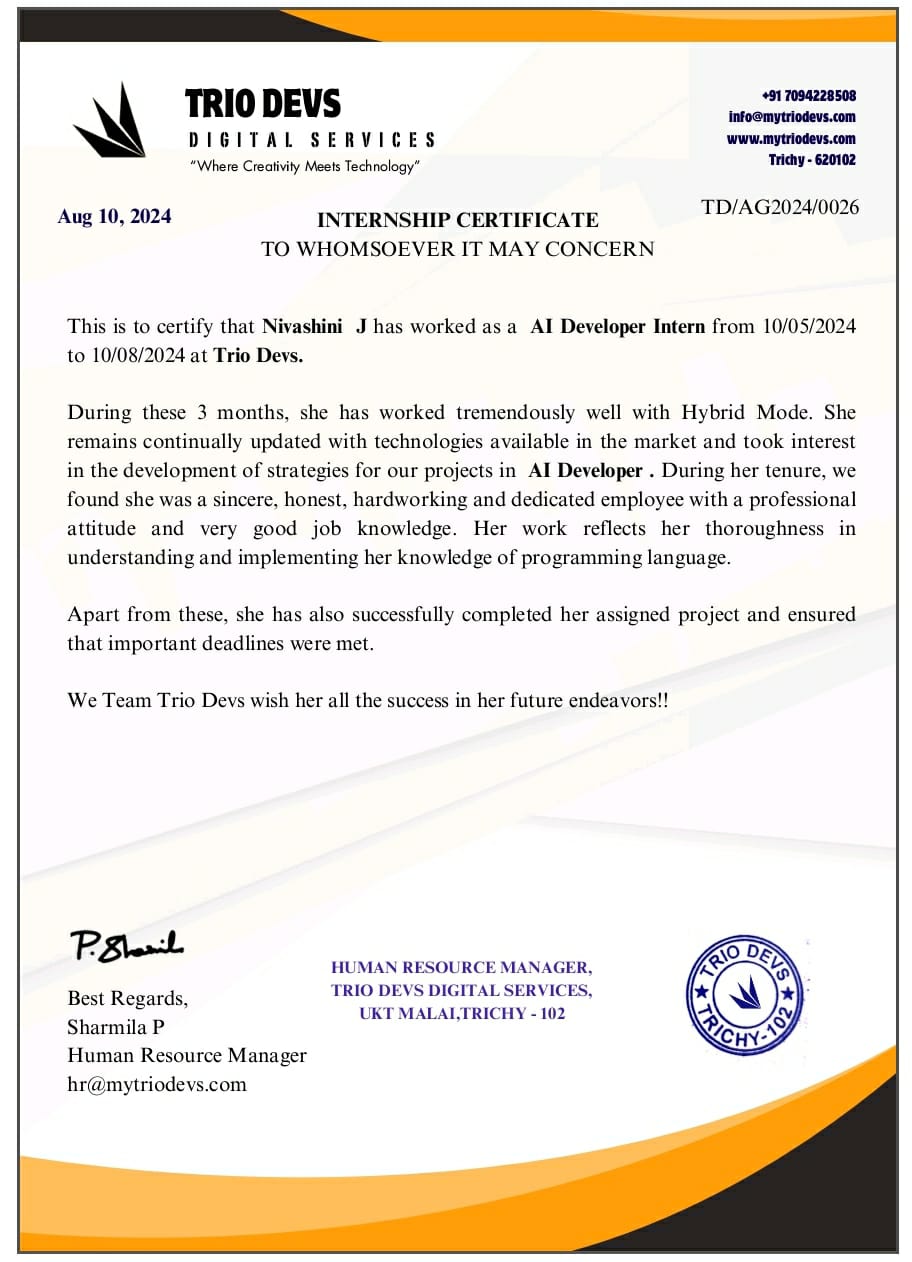 TRIO DEVS
DIGITAL SERVICES
“Where Creativity Meets Technology”
+91 7094228508
info@mytriodevs.com
www.mytriodevs.com
Trichy - 620102
Aug 10, 2024
TD/AG2024/0026
INTERNSHIP CERTIFICATE
TO WHOMSOEVER IT MAY CONCERN
This is to certify that Nivashini J has worked as a AI Developer Intern from 10/05/2024
to 10/08/2024 at Trio Devs.
During these 3 months, she has worked tremendously well with Hybrid Mode. She
remains continually updated with technologies available in the market and took interest
in the development of strategies for our projects in AI Developer . During her tenure, we
found she was a sincere, honest, hardworking and dedicated employee with a professional
attitude and very good job knowledge. Her work reflects her thoroughness in
understanding and implementing her knowledge of programming language.
Apart from these, she has also successfully completed her assigned project and ensured
that important deadlines were met.
We Team Trio Devs wish her all the success in her future endeavors!!
Best Regards,
Sharmila P
Human Resource Manager
hr@mytriodevs.com
HUMAN RESOURCE MANAGER,
TRIO DEVS DIGITAL SERVICES,
UKT MALAI,TRICHY - 102
TRIO DEVS
TRICHY-102